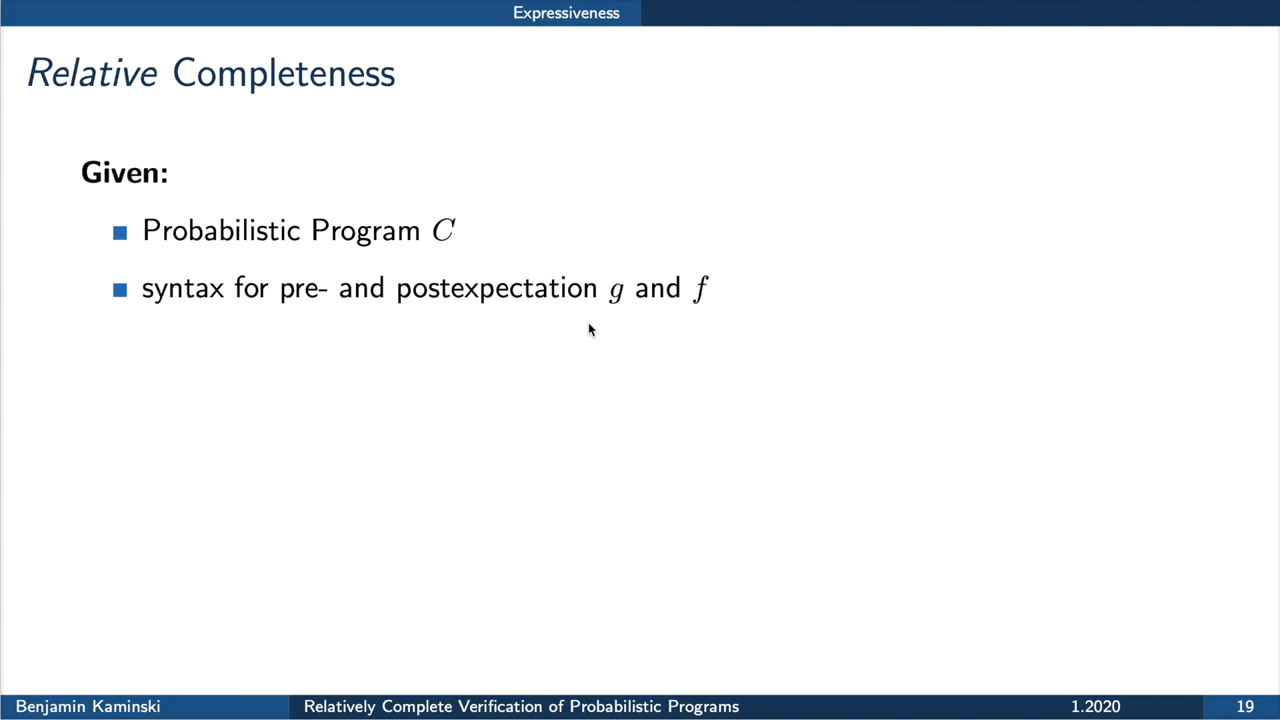 Expressiveness
Relative Completeness
Given:
Probabilistic Program C
syntax for pre- and postexpectation g and f
Benjamin Kaminski
Relatively Complete Verification of Probabilistic Programs
1.2020
19